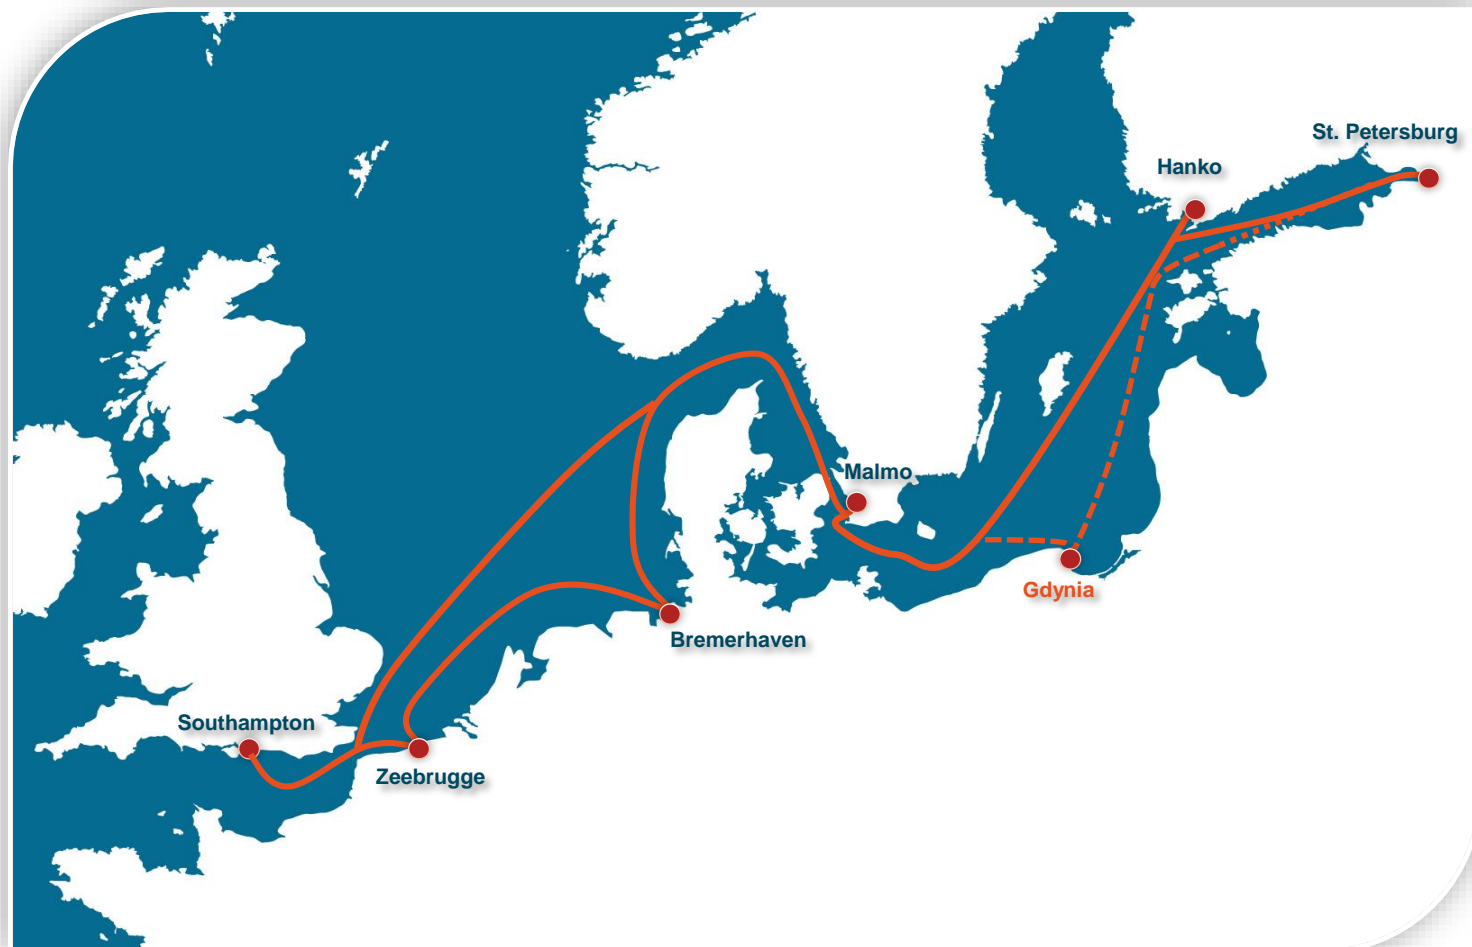 St. Petersburg
Hanko
Malmo
Gdynia
Bremerhaven
Southampton
Zeebrugge